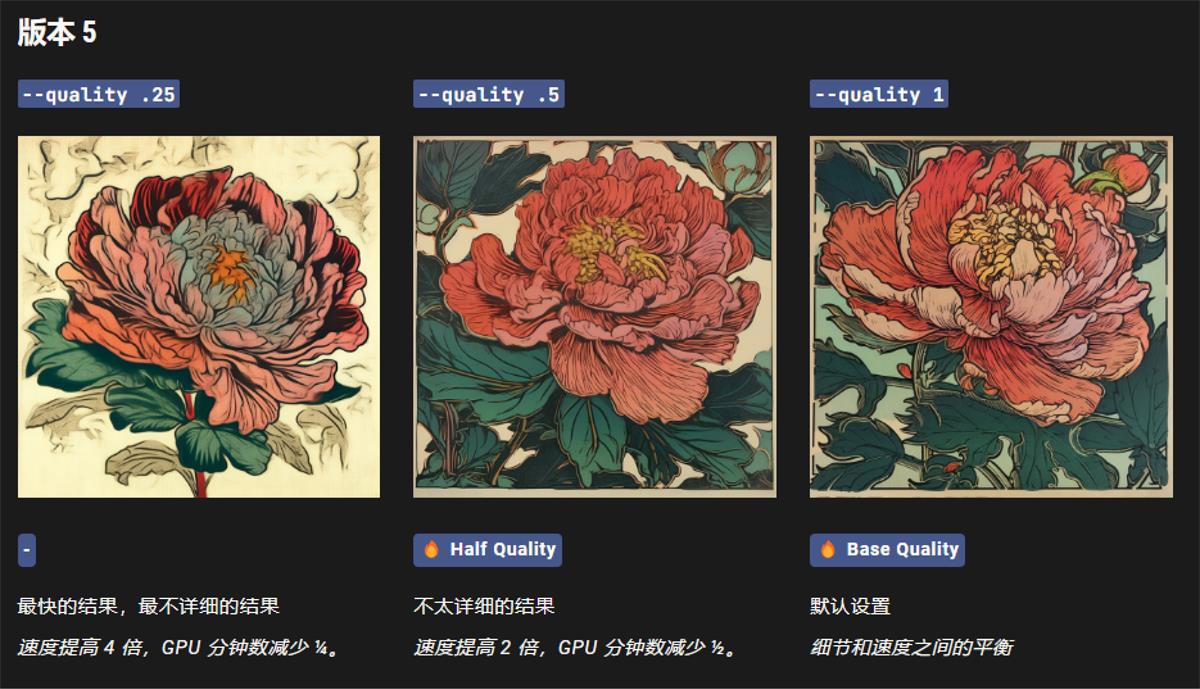 版本 5
--quality .25
--quality .5
--quality 1
-
🔥 Half Quality
🔥 Base Quality
最快的结果，最不详细的结果
不太详细的结果
默认设置
速度提高 4 倍，GPU 分钟数减少 ¼。
速度提高 2 倍，GPU 分钟数减少 ½。
细节和速度之间的平衡